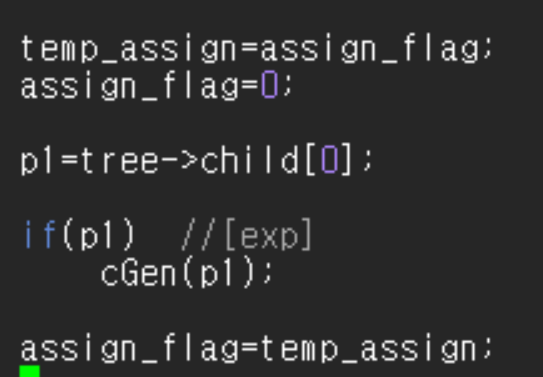 temp_assign=assign_flag;
assign_flag=0;
p1=tree->child[0];
if(p1)  //[exp]
cGen(p1);
assign_flag=temp_assign;